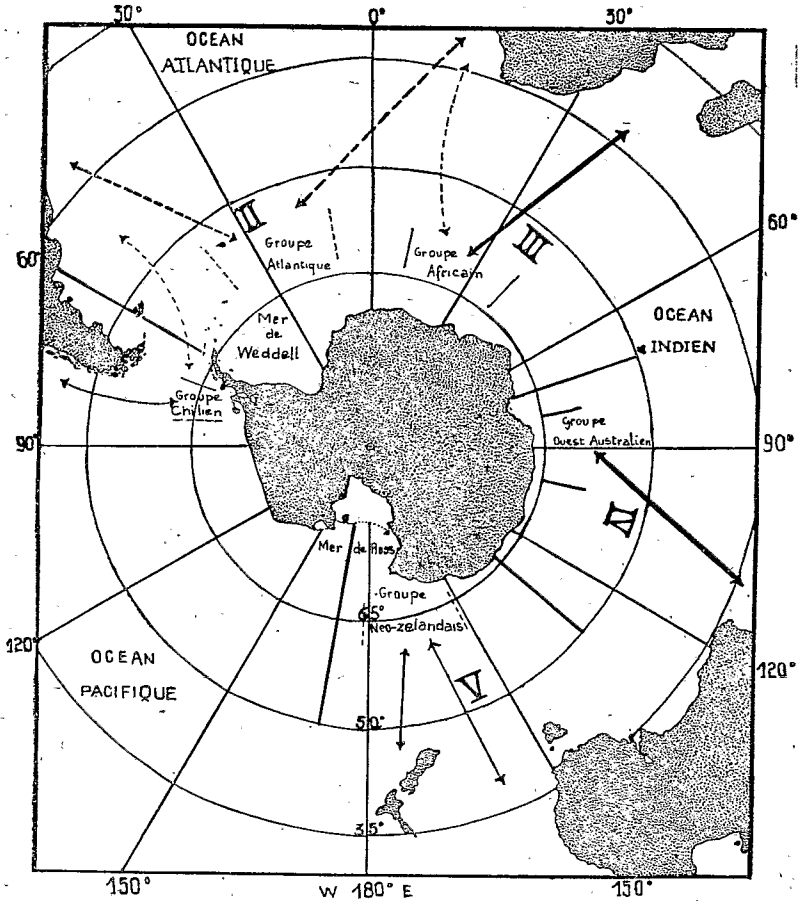 30° 0° 30°
OCEAN
ATLANTIQUE
II
III
60°
60°
Groupe
Atlantique
Groupe
Africain
Mer
de
Weddell
OCEAN
INDIEN
Groupe
Chilien
Groupe
Ouest Australien
90°
90°
IV
Mer de Ross
Groupe
65°
Néo-zelandais
120°
OCEAN
PACIFIQUE
V
120°
50°
35°
150° W 180° E 150°